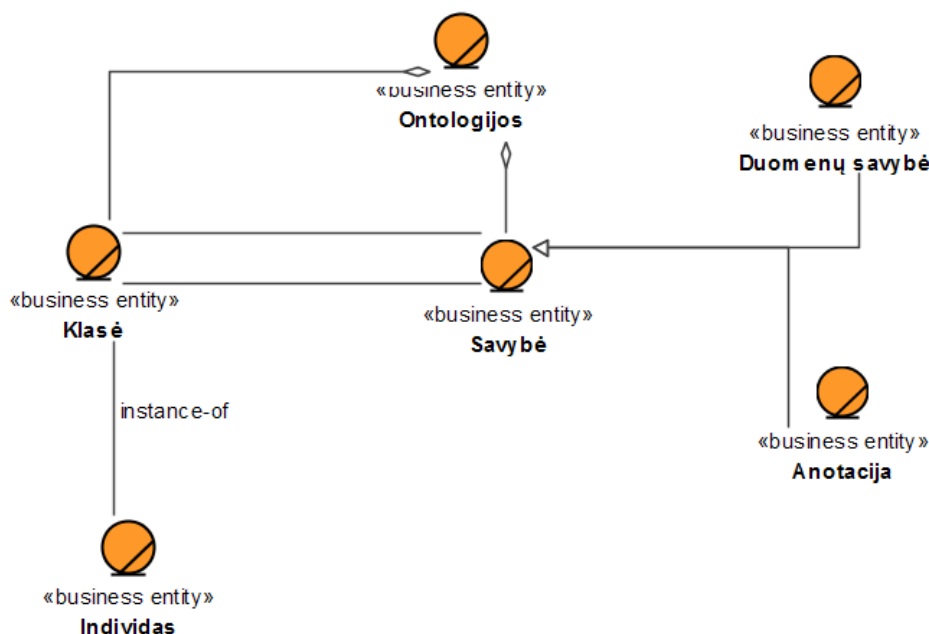 «business entity»
Ontologijos
«business entity»
Duomenų savybė
«business entity»
Klasė
«business entity»
Savybė
instance-of
«business entity»
Anotacija
«business entity»
Individas